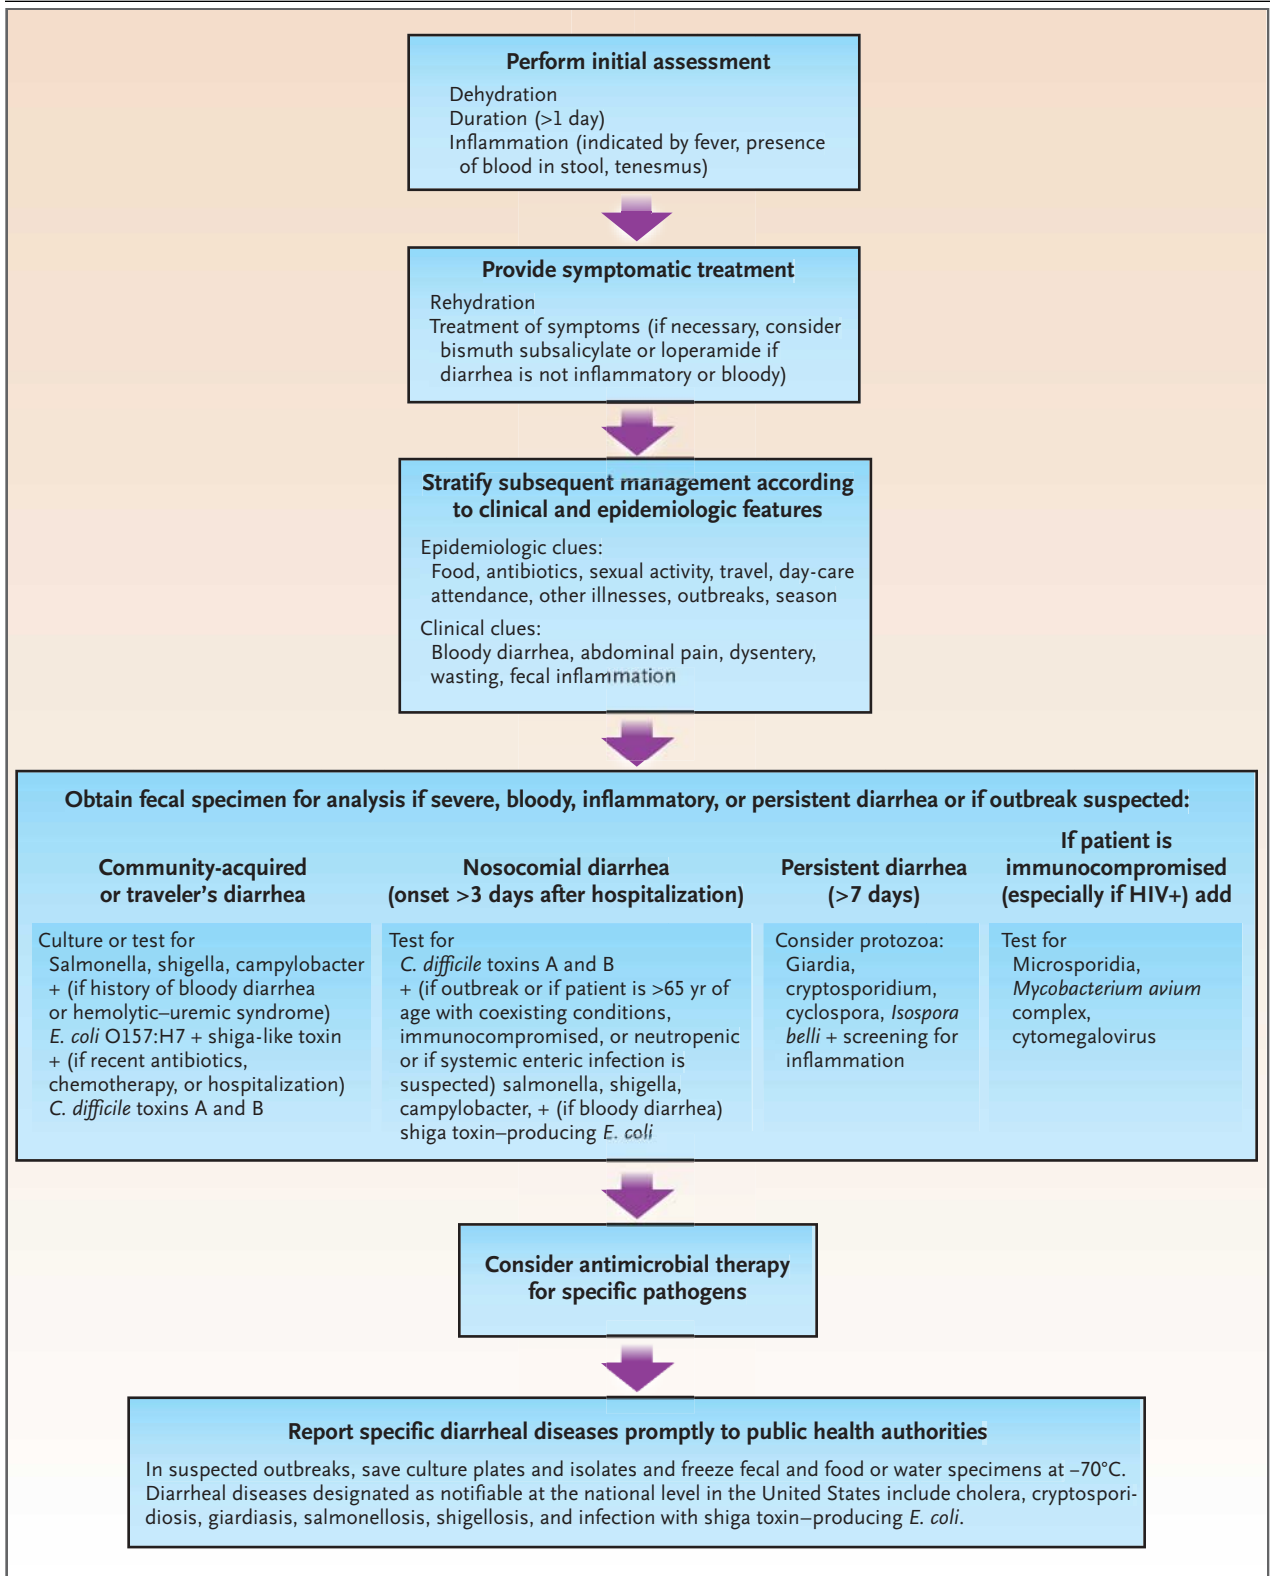 Perform initial assessment
Dehydration
Duration (>1 day)
Inflammation (indicated by fever, presence
of blood in stool, tenesmus)
Provide symptomatic treatment
Rehydration
Treatment of symptoms (if necessary, consider
bismuth subsalicylate or loperamide if
diarrhea is not inflammatory or bloody)
Stratify subsequent management according
to clinical and epidemiologic features
Epidemiologic clues:
Food, antibiotics, sexual activity, travel, day-care
attendance, other illnesses, outbreaks, season
Clinical clues:
Bloody diarrhea, abdominal pain, dysentery,
wasting, fecal inflammation
Obtain fecal specimen for analysis if severe, bloody, inflammatory, or persistent diarrhea or if outbreak suspected:
Community-acquired
or traveler's diarrhea
Culture or test for
Salmonella, shigella, campylobacter
+ (if history of bloody diarrhea
or hemolytic–uremic syndrome)
E. coli O157:H7 + shiga-like toxin
+ (if recent antibiotics,
chemotherapy, or hospitalization)
C. difficile toxins A and B
Nosocomial diarrhea
(onset >3 days after hospitalization)
Test for
C. difficile toxins A and B
+ (if outbreak or if patient is >65 yr of
age with coexisting conditions,
immunocompromised, or neutropenic
or if systemic enteric infection is
suspected) salmonella, shigella,
campylobacter, + (if bloody diarrhea)
shiga toxin–producing E. coli
Persistent diarrhea
(>7 days)
Consider protozoa:
Giardia,
cryptosporidium,
cyclospora, Isospora
belli + screening for
inflammation
If patient is
immunocompromised
(especially if HIV+) add
Test for
Microsporidia,
Mycobacterium avium
complex,
cytomegalovirus
Consider antimicrobial therapy
for specific pathogens
Report specific diarrheal diseases promptly to public health authorities
In suspected outbreaks, save culture plates and isolates and freeze fecal and food or water specimens at –70°C.
Diarrheal diseases designated as notifiable at the national level in the United States include cholera, cryptospori-
diosis, giardiasis, salmonellosis, shigellosis, and infection with shiga toxin–producing E. coli.